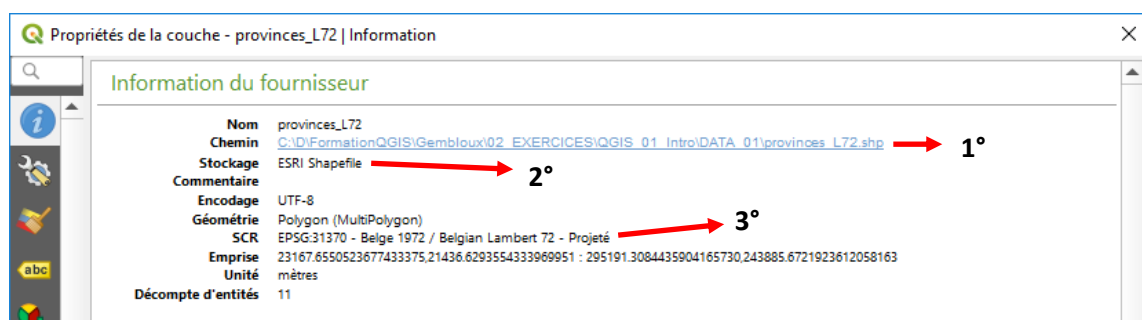 Propriétés de la couche - provinces_L72 | Information
Information du fournisseur
Nom provinces_L72
Chemin C:\D\FormationQGIS\Gembloux\02_EXERCICES\QGIS_01_Intro\DATA_01\provinces_L72.shp 1°
Stockage ESRI Shapefile 2°
Commentaire
Encodage UTF-8
Géométrie Polygon (MultiPolygon)
SCR EPSG:31370 - Belge 1972 / Belgian Lambert 72 - Projeté 3°
Emprise 23167.6550523677433375,21436.6293554333969951 : 295191.3084435904165730,243885.6721923612058163
Unité mètres
Décompte d'entités 11
abc